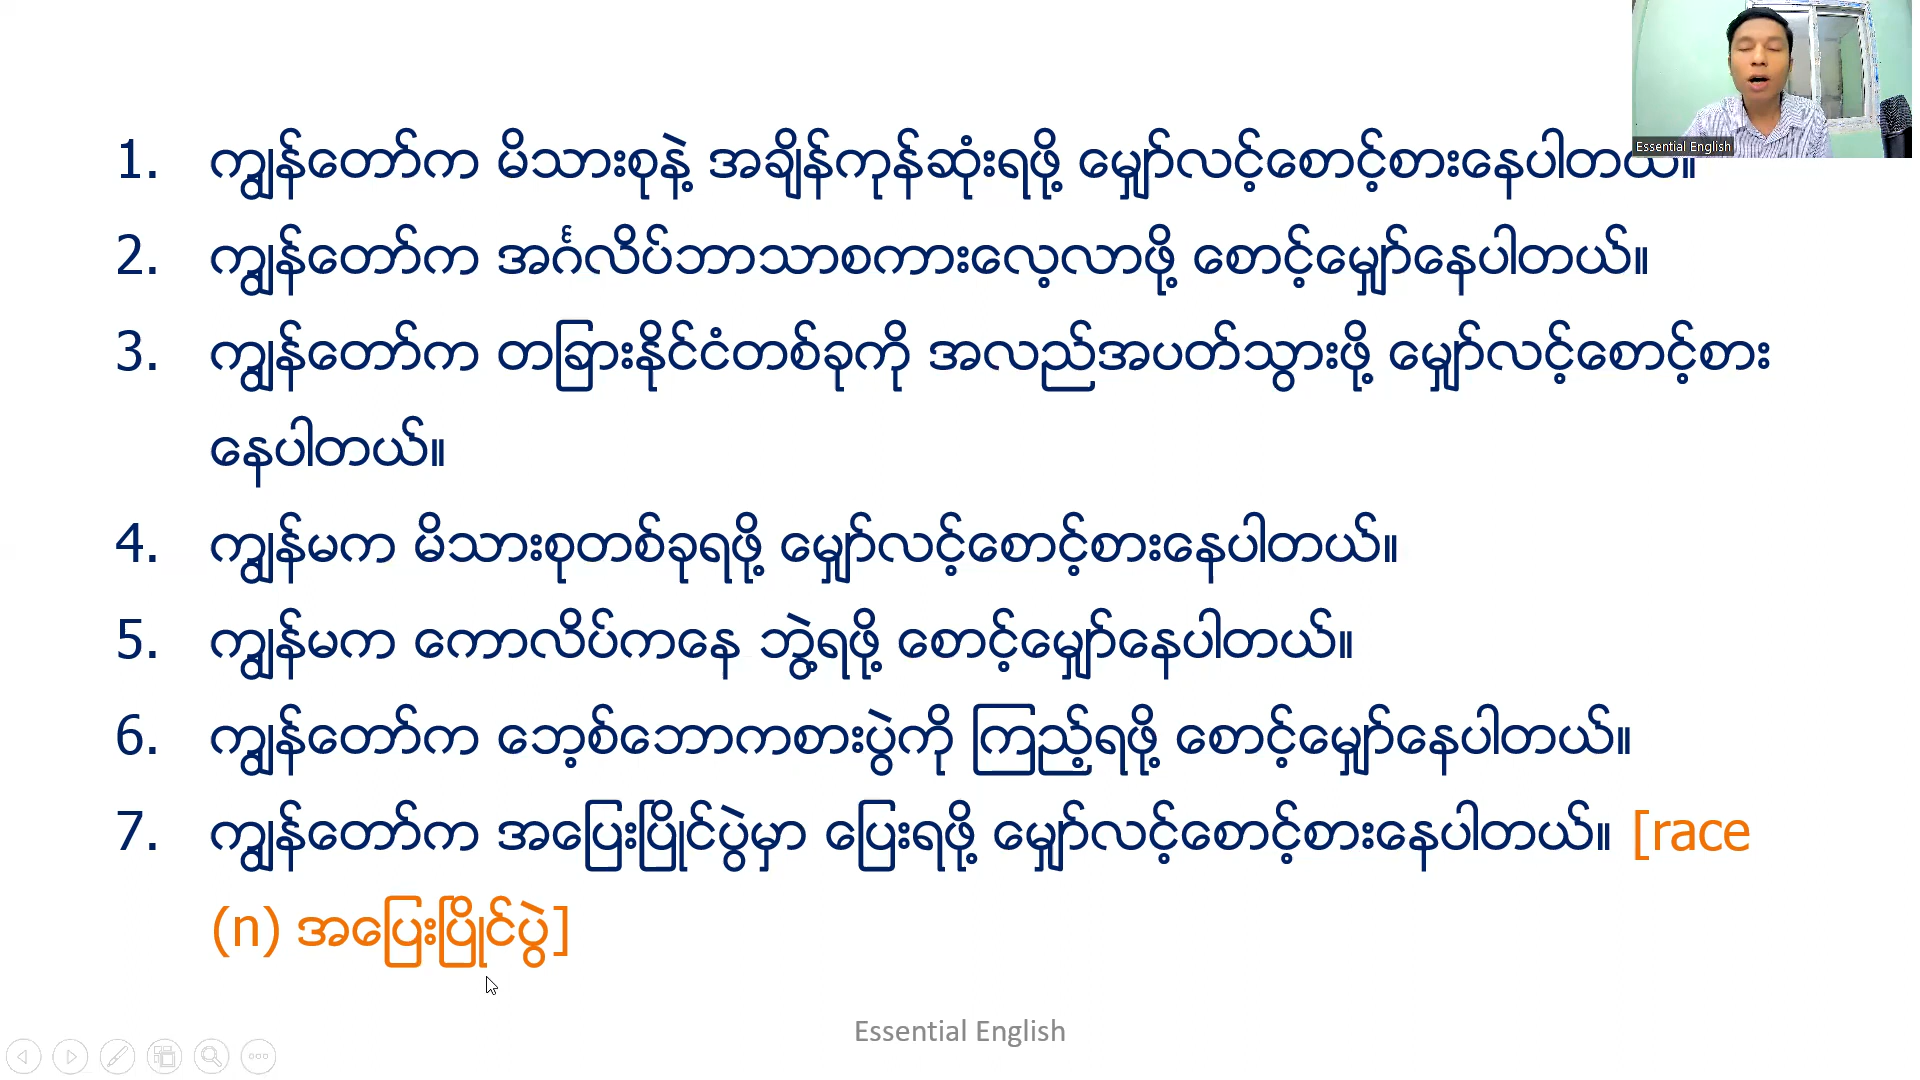 Essential English
1. ကျွန်တော်က မိသားစုနဲ့ အချိန်ကုန်ဆုံးရဖို့ မျှော်လင့်စောင့်စားနေပါတယ်။
2. ကျွန်တော်က အင်္ဂလိပ်ဘာသာစကားလေ့လာဖို့ စောင့်မျှော်နေပါတယ်။
3. ကျွန်တော်က တခြားနိုင်ငံတစ်ခုကို အလည်အပတ်သွားဖို့ မျှော်လင့်စောင့်စား
နေပါတယ်။
4. ကျွန်မက မိသားစုတစ်ခုရဖို့ မျှော်လင့်စောင့်စားနေပါတယ်။
5. ကျွန်မက ကောလိပ်ကနေ ဘွဲ့ရဖို့ စောင့်မျှော်နေပါတယ်။
6. ကျွန်တော်က ဘေ့စ်ဘောကစားပွဲကို ကြည့်ရဖို့ စောင့်မျှော်နေပါတယ်။
7. ကျွန်တော်က အပြေးပြိုင်ပွဲမှာ ပြေးရဖို့ မျှော်လင့်စောင့်စားနေပါတယ်။ [race
(n) အပြေးပြိုင်ပွဲ]
Essential English